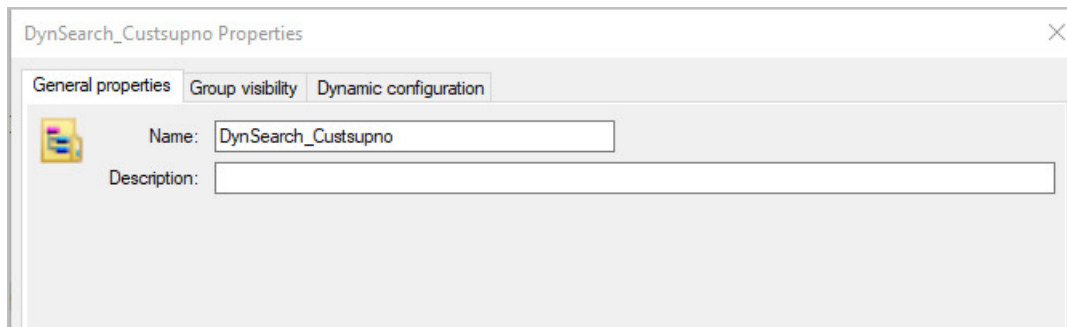 DynSearch_Custsupno Properties
General properties Group visibility Dynamic configuration
Name: DynSearch_Custsupno
Description: